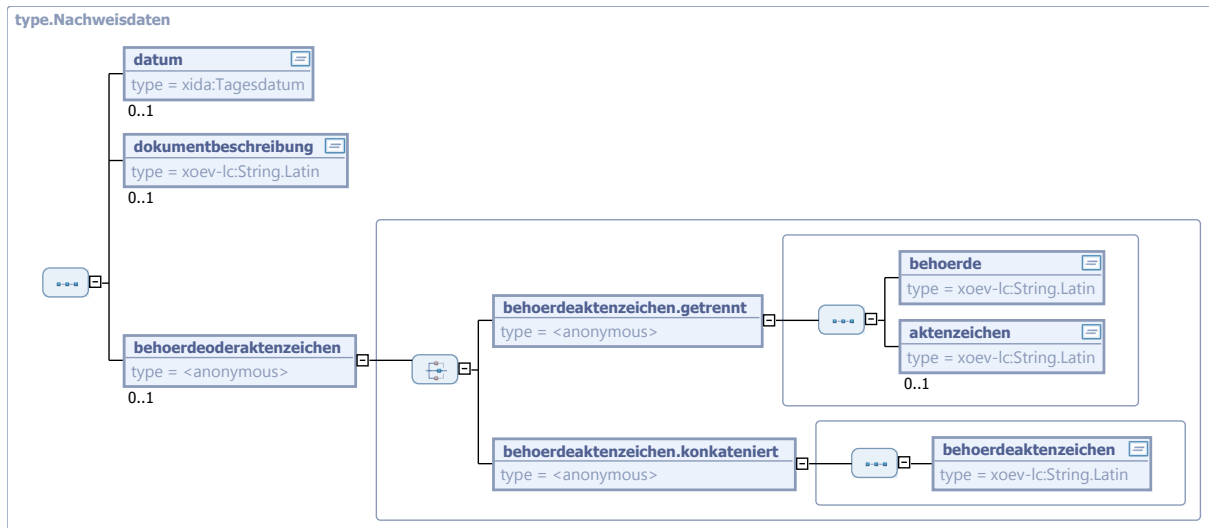 type.Nachweisdaten
datum
type = xida:Tagesdatum
0..1
dokumentbeschreibung
type = xoev-lc:String.Latin
0..1
behoerdeoderaktenzeichen
type = <anonymous>
0..1
behoerdeaktenzeichen.getrennt
type = <anonymous>
behoerde
type = xoev-lc:String.Latin
aktenzeichen
type = xoev-lc:String.Latin
0..1
behoerdeaktenzeichen.konkateniert
type = <anonymous>
behoerdeaktenzeichen
type = xoev-lc:String.Latin